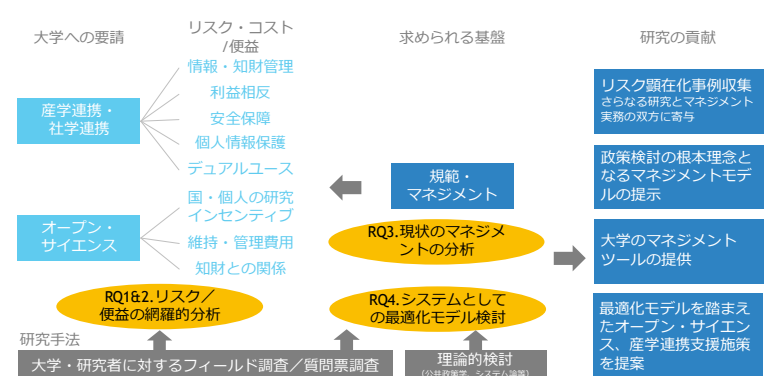 大学への要請
リスク・コスト
/便益
求められる基盤
研究の貢献
産学連携・
社学連携
情報・知財管理
利益相反
安全保障
個人情報保護
デュアルユース
オープン・
サイエンス
国・個人の研究
インセンティブ
維持・管理費用
知財との関係
RQ1&2.リスク／
便益の網羅的分析
規範・
マネジメント
RQ3.現状のマネジメ
ントの分析
RQ4.システムとして
の最適化モデル検討
リスク顕在化事例収集
さらなる研究とマネジメント
実務の双方に寄与
政策検討の根本理念と
なるマネジメントモデ
ルの提示
大学のマネジメント
ツールの提供
最適化モデルを踏まえ
たオープン・サイエン
ス、産学連携支援施策
を提案
研究手法
大学・研究者に対するフィールド調査／質問票調査
理論的検討
（公共政策学、システム論等）